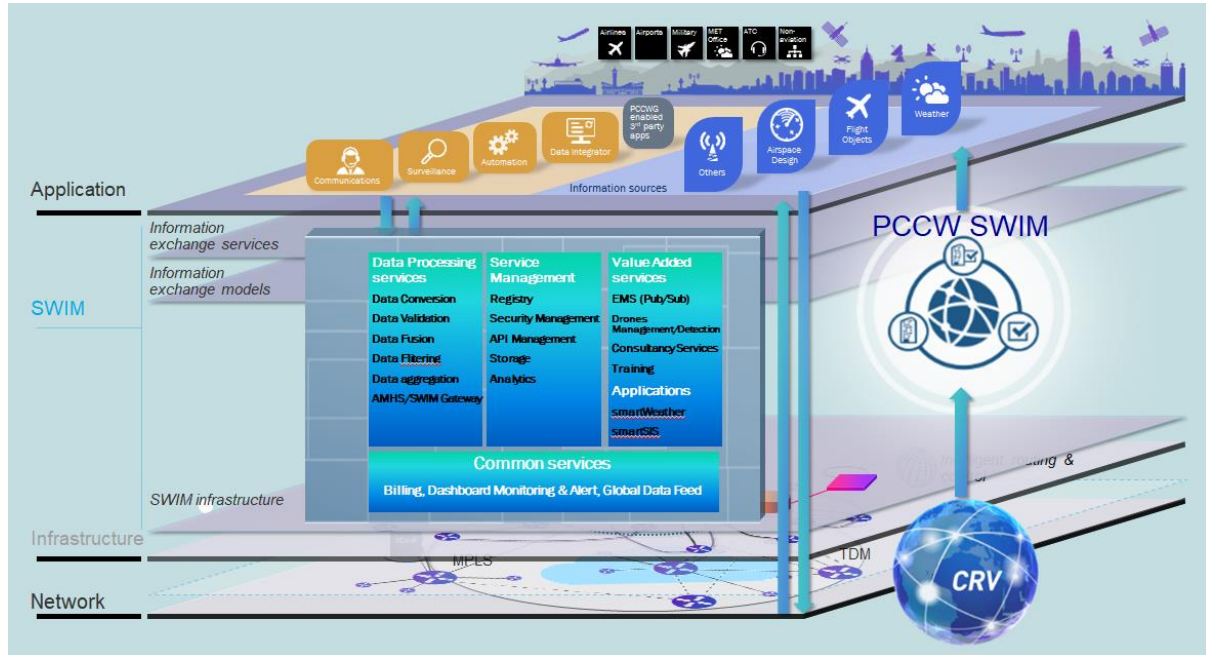 Airlines
Airports
Military
MET
Office
ATC
Non-
aviation
PCCWG
enabled
3rd party
apps
Communications
Surveillance
Automation
Data Integrator
Others
Airspace
Design
Flight
Objects
Weather
Information sources
Application
Information
exchange services
Information
exchange models
SWIM
SWIM infrastructure
Infrastructure
Network
Data Processing
services
Data Conversion
Data Validation
Data Fusion
Data Flitering
Data aggregation
AMHS/SWIM Gateway
Service
Management
Registry
Security Management
API Management
Storage
Analytics
Value Added
services
EMS (Pub/Sub)
Drones
Management/Detection
Consultancy Services
Training
Applications
smartWeather
smartSIS
Common services
Billing, Dashboard Monitoring & Alert, Global Data Feed
PCCW SWIM
routing &
MPLS
TDM
CRV